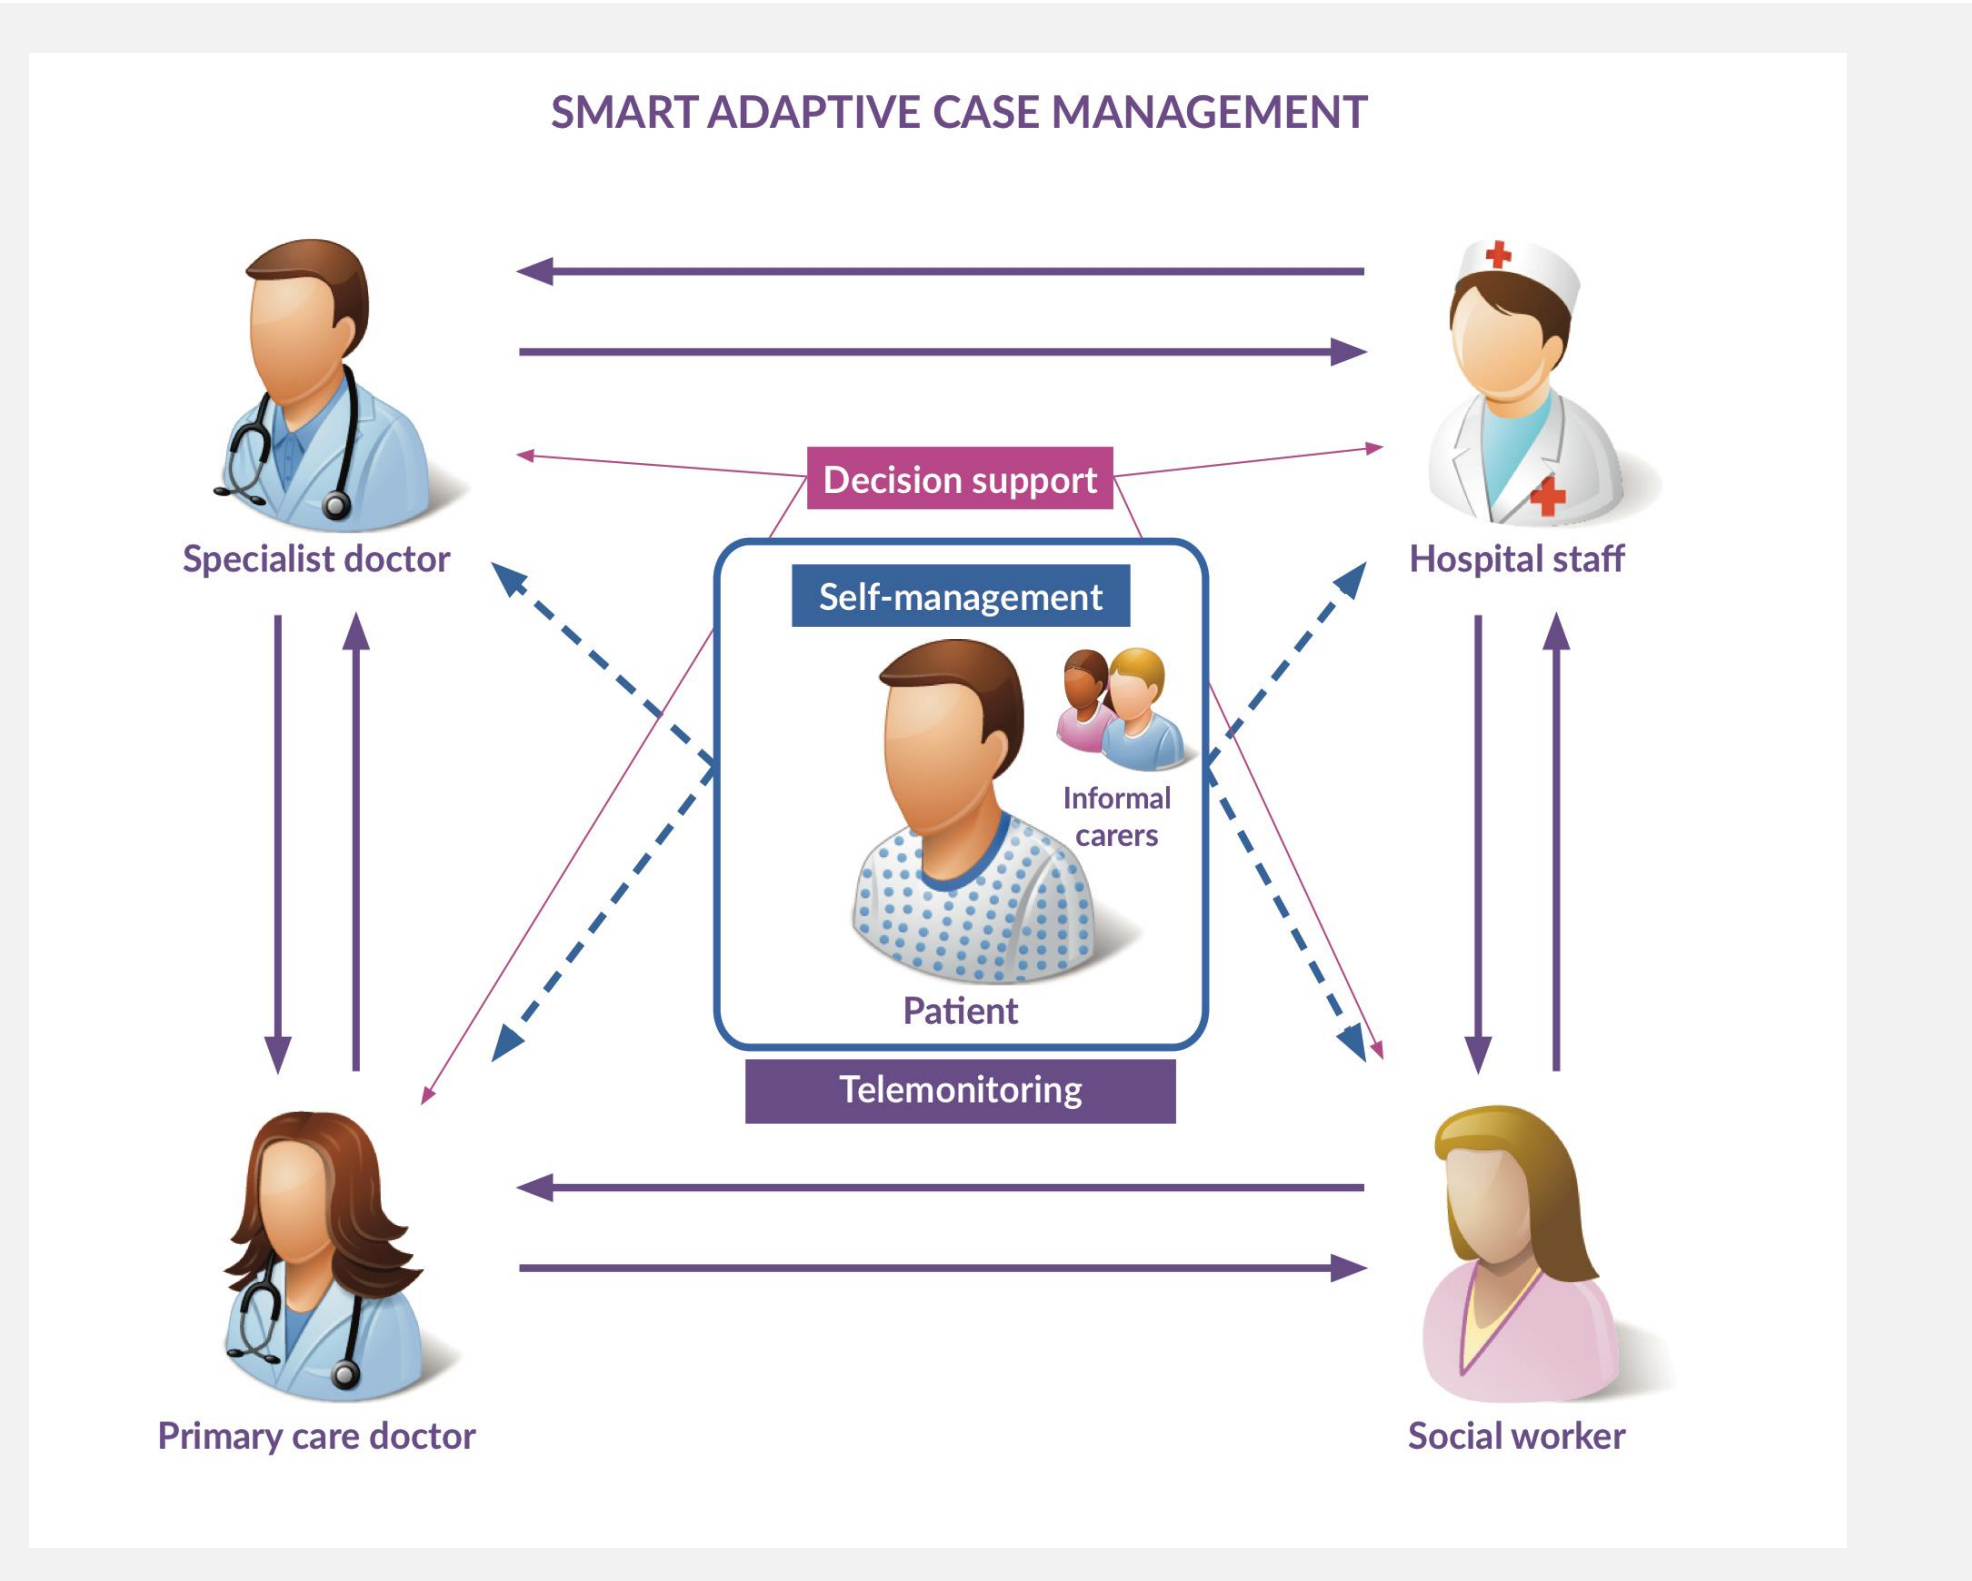 SMART ADAPTIVE CASE MANAGEMENT
Decision support
Specialist doctor
Hospital staff
Self-management
Informal
carers
Patient
Telemonitoring
Primary care doctor
Social worker